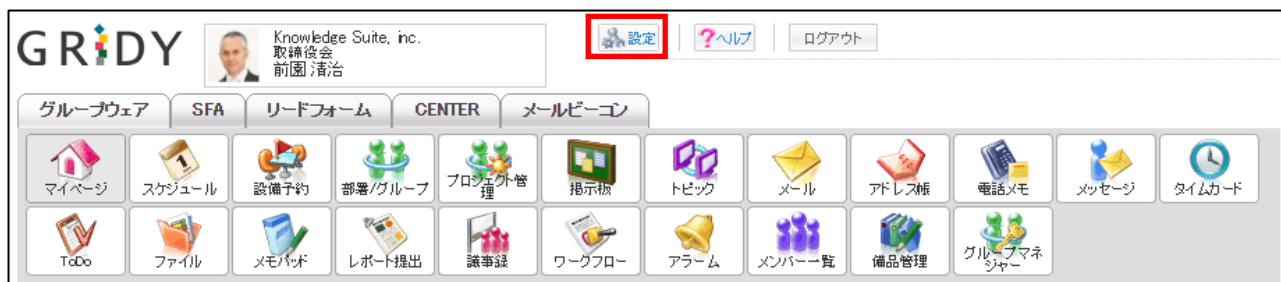 GRiDY
Knowledge Suite, inc.
取締役会
前園 清治
設定
?ヘルプ
ログアウト
グループウェア SFA リードフォーム CENTER メールビーコン
マイページ
スケジュール
設備予約
部署/グループ
プロジェクト管
理
掲示板
トピック
メール
アドレス帳
電話メモ
メッセージ
タイムカード
ToDo
ファイル
メモパッド
レポート提出
議事録
ワークフロー
アラーム
メンバー一覧
備品管理
グループマネ
ジャー